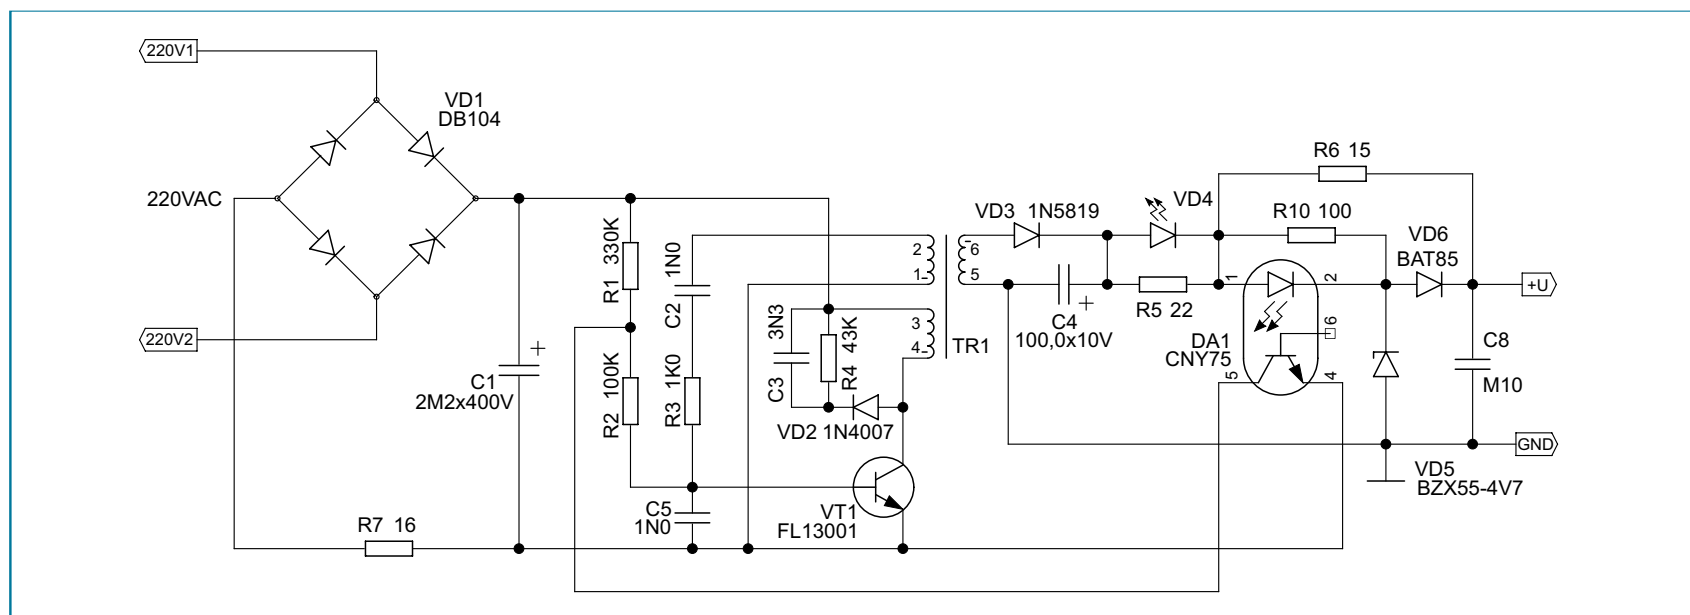 220V1
VD1
DB104
220VAC
220V2
C1
2M2x400V
R7 16
R1 330K
R2 100K
C2 1N0
R3 1K0
C5
1N0
C3 3N3
R4 43K
VD2 1N4007
VT1
FL13001
2
1
3
4
TR1
6
5
VD3 1N5819
C4
100,0x10V
VD4
R5 22
R6 15
R10 100
1
2
DA1
CNY75
6
5
4
VD6
BAT85
+U
C8
M10
GND
VD5
BZX55-4V7